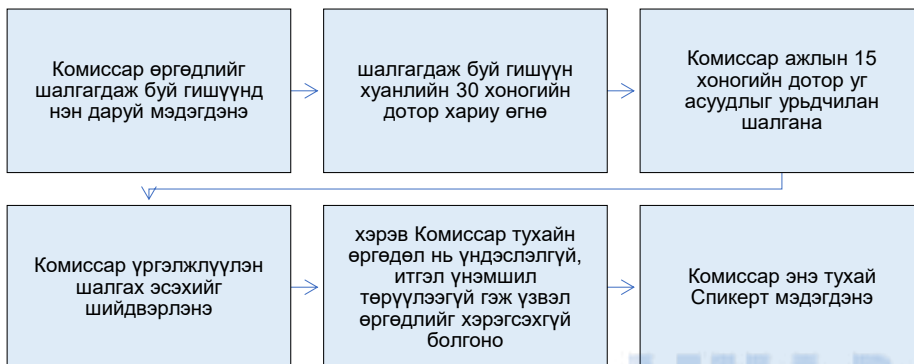 Комиссар өргөдлийг
шалгагдаж буй гишүүнд
нэн даруй мэдэгдэнэ
шалгагдаж буй гишүүн
хуанлийн 30 хоногийн
дотор хариу өгнө
Комиссар ажлын 15
хоногийн дотор уг
асуудлыг урьдчилан
шалгана
Комиссар үргэлжлүүлэн
шалгах эсэхийг
шийдвэрлэнэ
хэрэв Комиссар тухайн
өргөдөл нь үндэслэлгүй,
итгэл үнэмшил
төрүүлээгүй гэж үзвэл
өргөдлийг хэрэгсэхгүй
болгоно
Комиссар энэ тухай
Спикерт мэдэгдэнэ